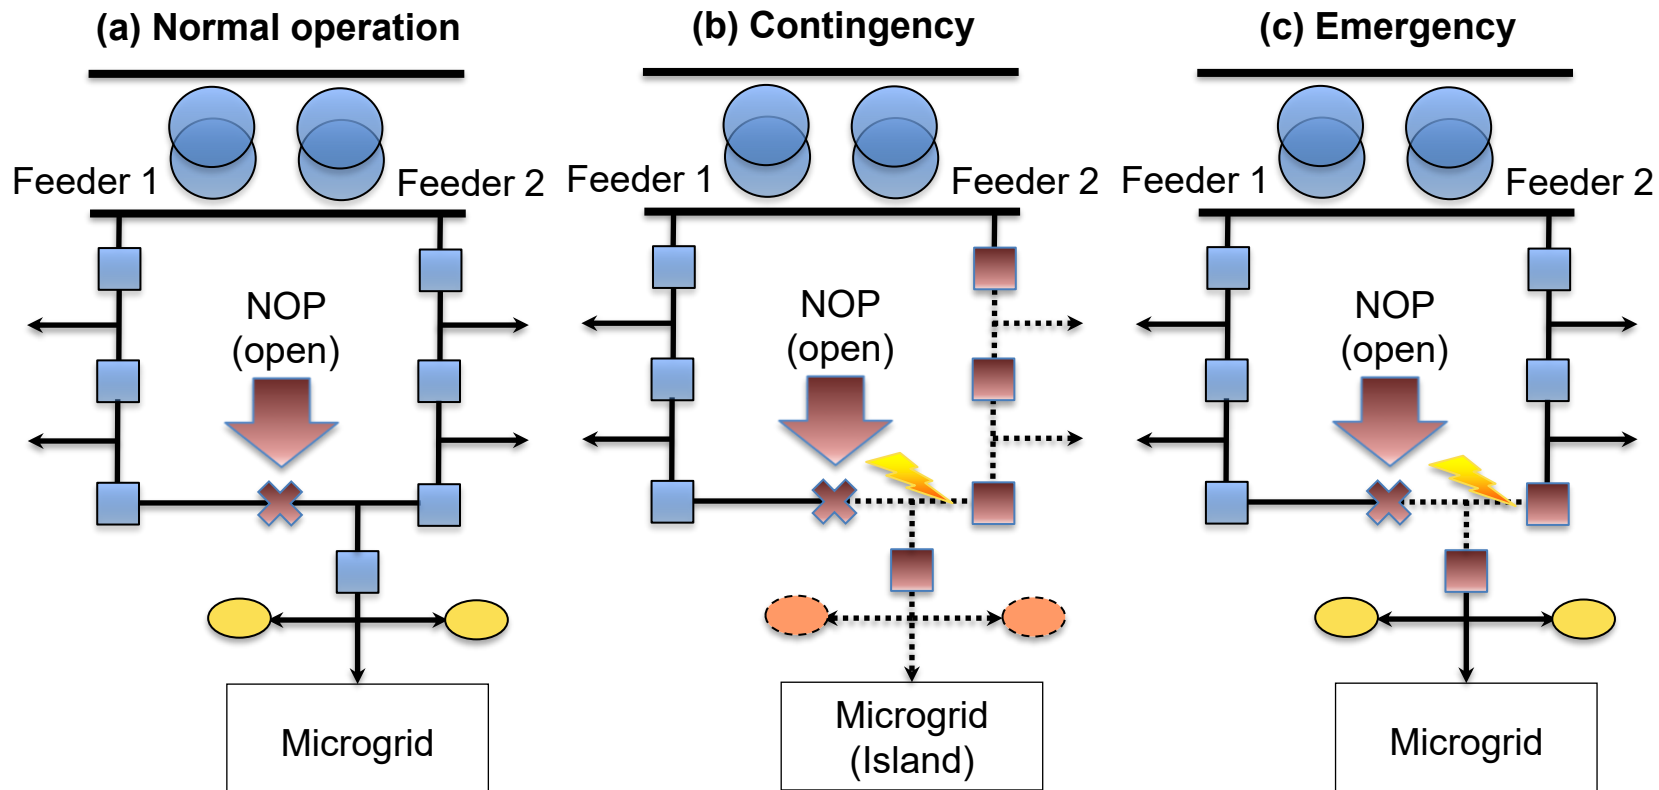 (a) Normal operation
Feeder 1
Feeder 2
NOP
(open)
Microgrid
(b) Contingency
Feeder 1
Feeder 2
NOP
(open)
Microgrid
(Island)
(c) Emergency
Feeder 1
Feeder 2
NOP
(open)
Microgrid